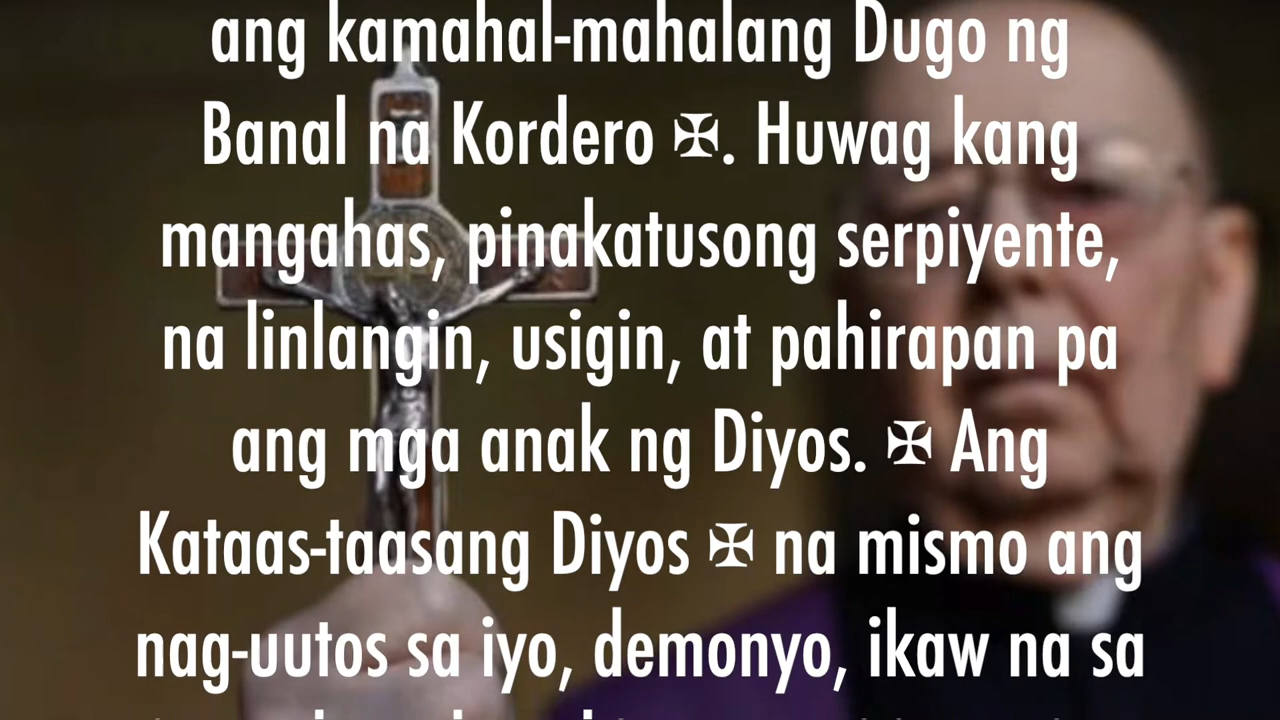 ang kamahal-mahalang Dugo ng
Banal na Kordero ✠. Huwag kang
mangahas, pinakatusong serpiyente,
na linlangin, usigin, at pahirapan pa
ang mga anak ng Diyos. ✠ Ang
Kataas-taasang Diyos ✠ na mismo ang
nag-uutos sa iyo, demonyo, ikaw na sa